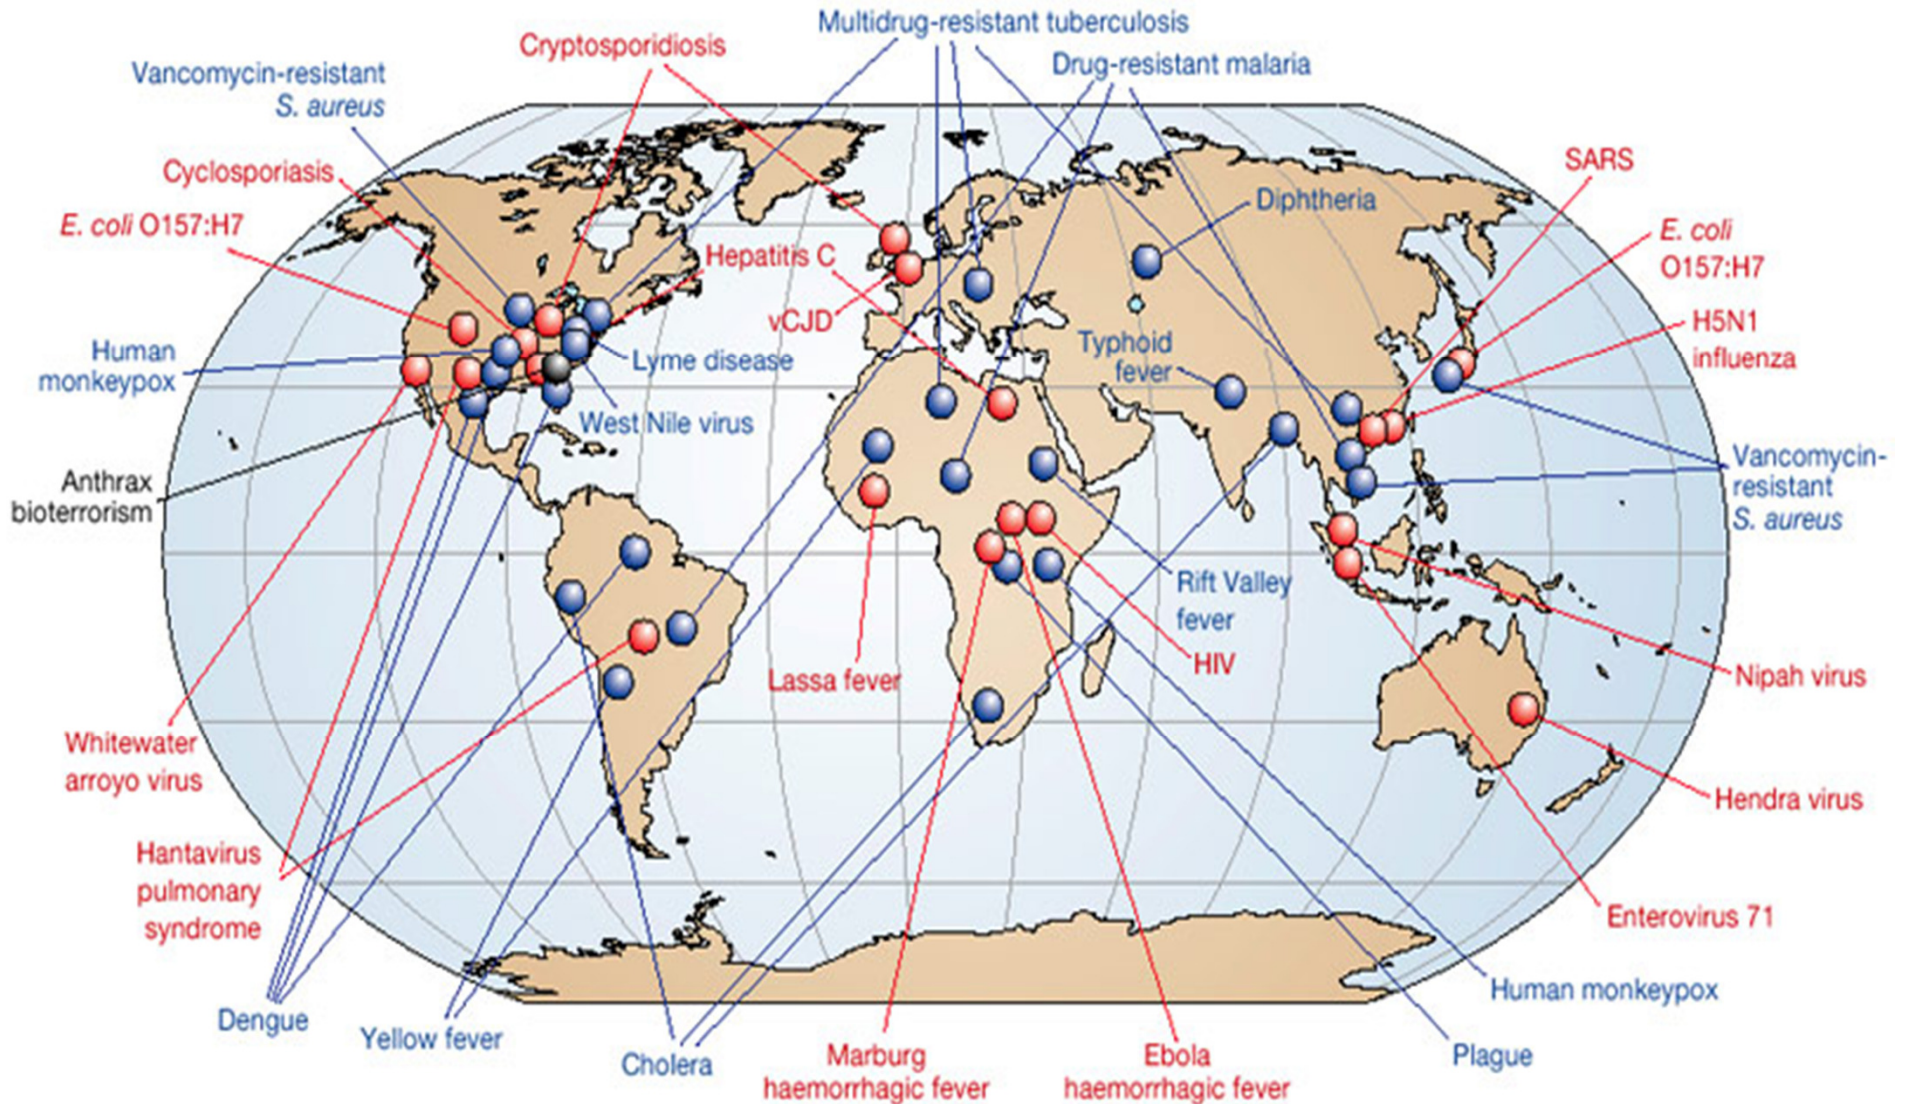 Multidrug-resistant tuberculosis
Cryptosporidiosis
Drug-resistant malaria
Vancomycin-resistant
S. aureus
Cyclosporiasis
SARS
Diphtheria
E. coli O157:H7
E. coli
O157:H7
Hepatitis C
vCJD
H5N1
influenza
Human
monkeypox
Lyme disease
Typhoid
fever
West Nile virus
Anthrax
bioterrorism
Vancomycin-
resistant
S. aureus
Rift Valley
fever
HIV
Lassa fever
Nipah virus
Whitewater
arroyo virus
Hendra virus
Hantavirus
pulmonary
syndrome
Enterovirus 71
Human monkeypox
Dengue
Yellow fever
Cholera
Marburg
haemorrhagic fever
Ebola
haemorrhagic fever
Plague